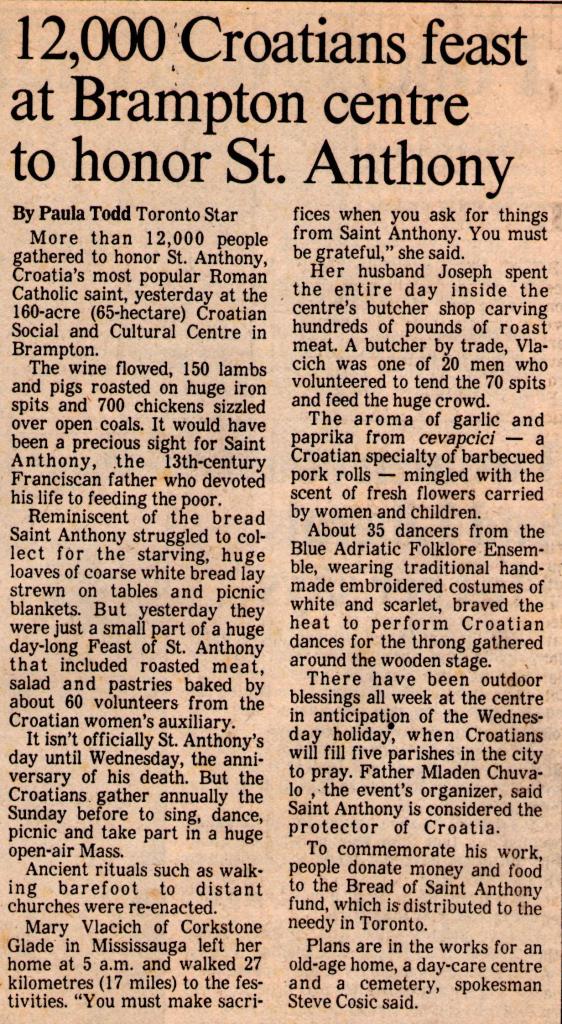 12,000 Croatians feast
at Brampton centre
to honor St. Anthony
By Paula Todd Toronto Star
More than 12,000 people
gathered to honor St. Anthony,
Croatia's most popular Roman
Catholic saint, yesterday at the
160-acre (65-hectare) Croatian
Social and Cultural Centre in
Brampton.
The wine flowed, 150 lambs
and pigs roasted on huge iron
spits and 700 chickens sizzled
over open coals. It would have
been a precious sight for Saint
Anthony, the 13th-century
Franciscan father who devoted
his life to feeding the poor.
Reminiscent of the bread
Saint Anthony struggled to col-
lect for the starving, huge
loaves of coarse white bread lay
strewn on tables and picnic
blankets. But yesterday they
were just a small part of a huge
day-long Feast of St. Anthony
that included roasted meat,
salad and pastries baked by
about 60 volunteers from the
Croatian women's auxiliary.
It isn't officially St. Anthony's
day until Wednesday, the anni-
versary of his death. But the
Croatians gather annually the
Sunday before to sing, dance,
picnic and take part in a huge
open-air Mass.
Ancient rituals such as walk-
ing barefoot to distant
churches were re-enacted.
Mary Vlacich of Corkstone
Glade in Mississauga left her
home at 5 a.m. and walked 27
kilometres (17 miles) to the fes-
tivities. "You must make sacri-
fices when you ask for things
from Saint Anthony. You must
be grateful," she said.
Her husband Joseph spent
the entire day inside the
centre's butcher shop carving
hundreds of pounds of roast
meat. A butcher by trade, Vla-
cich was one of 20 men who
volunteered to tend the 70 spits
and feed the huge crowd.
The aroma of garlic and
paprika from cevapcici — a
Croatian specialty of barbecued
pork rolls — mingled with the
scent of fresh flowers carried
by women and children.
About 35 dancers from the
Blue Adriatic Folklore Ensem-
ble, wearing traditional hand-
made embroidered costumes of
white and scarlet, braved the
heat to perform Croatian
dances for the throng gathered
around the wooden stage.
There have been outdoor
blessings all week at the centre
in anticipation of the Wednes-
day holiday, when Croatians
will fill five parishes in the city
to pray. Father Mladen Chuva-
lo , the event's organizer, said
Saint Anthony is considered the
protector of Croatia.
To commemorate his work,
people donate money and food
to the Bread of Saint Anthony
fund, which is distributed to the
needy in Toronto.
Plans are in the works for an
old-age home, a day-care centre
and a cemetery, spokesman
Steve Cosic said.